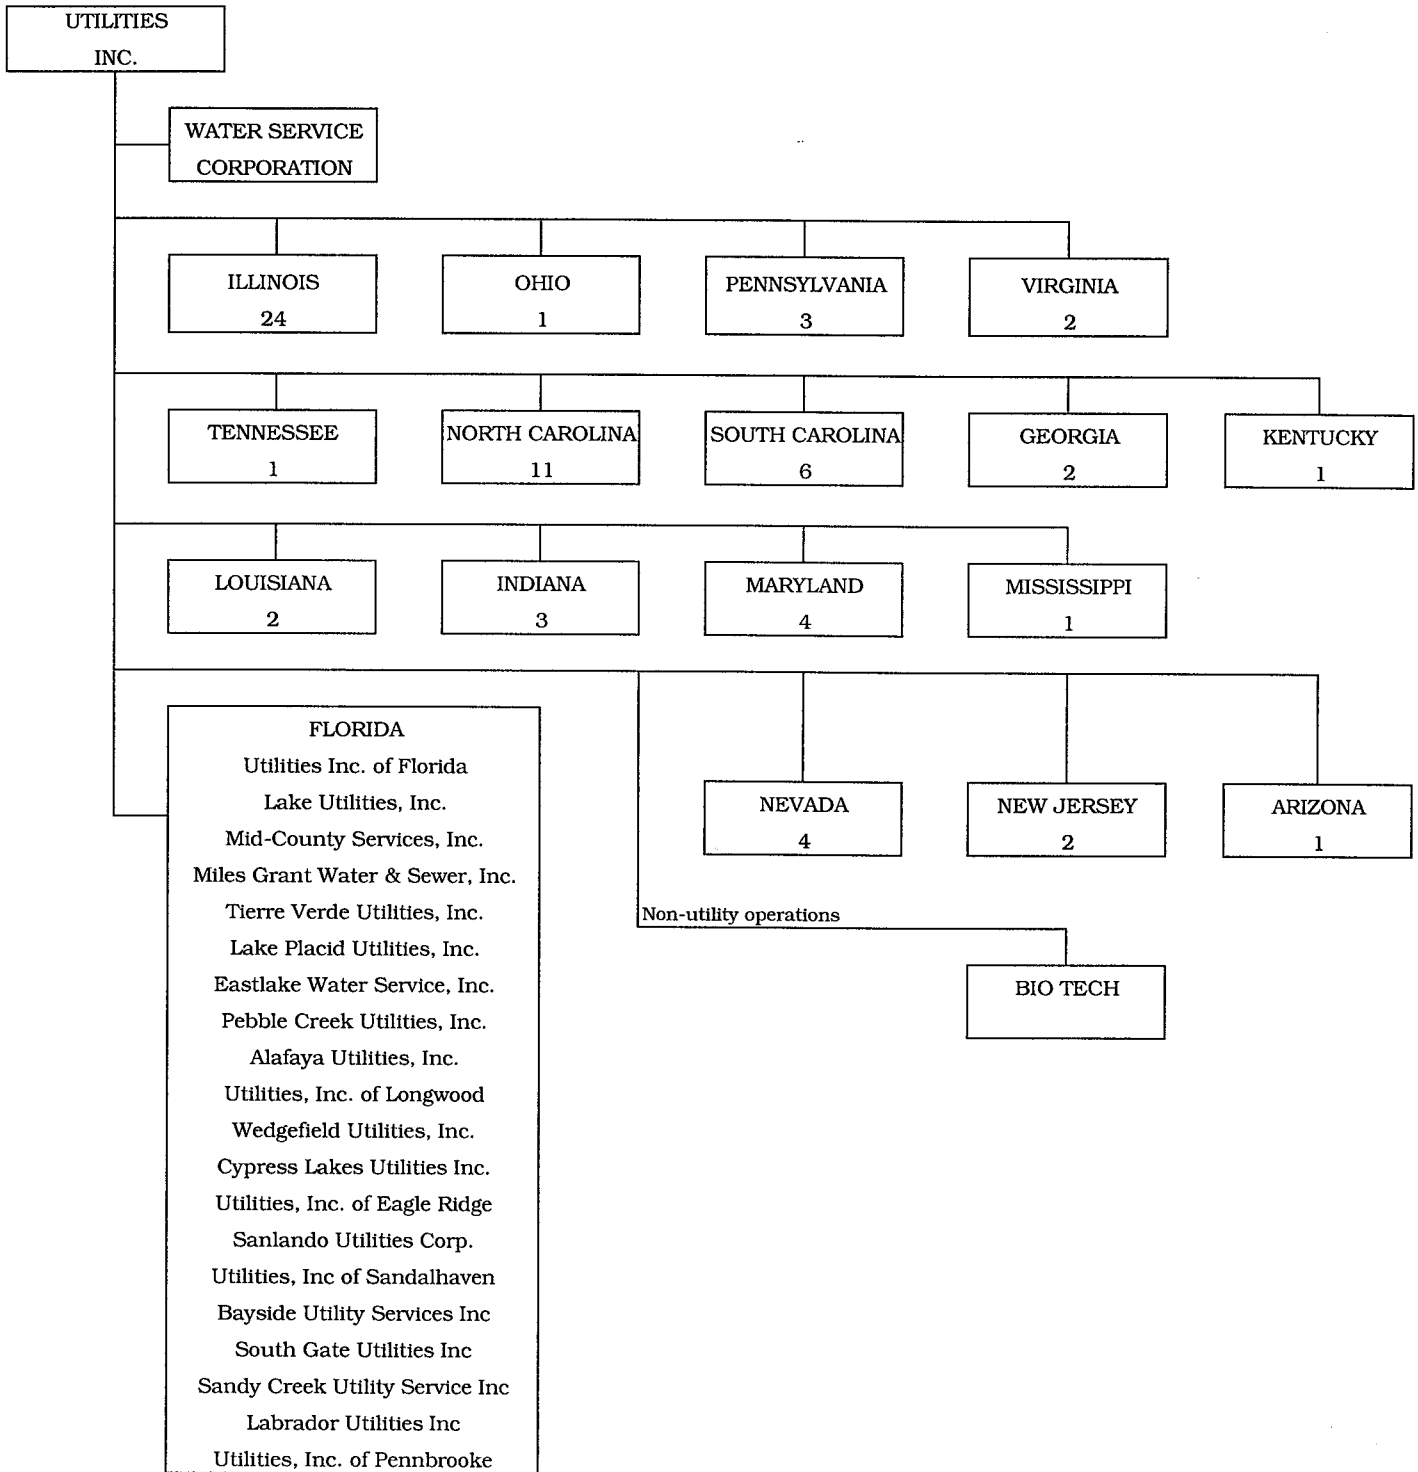 UTILITIES
INC.
WATER SERVICE
CORPORATION
ILLINOIS
24
OHIO
1
PENNSYLVANIA
3
VIRGINIA
2
TENNESSEE
1
NORTH CAROLINA
11
SOUTH CAROLINA
6
GEORGIA
2
KENTUCKY
1
LOUISIANA
2
INDIANA
3
MARYLAND
4
MISSISSIPPI
1
FLORIDA
Utilities Inc. of Florida
Lake Utilities, Inc.
Mid-County Services, Inc.
Miles Grant Water & Sewer, Inc.
Tierre Verde Utilities, Inc.
Lake Placid Utilities, Inc.
Eastlake Water Service, Inc.
Pebble Creek Utilities, Inc.
Alafaya Utilities, Inc.
Utilities, Inc. of Longwood
Wedgefield Utilities, Inc.
Cypress Lakes Utilities Inc.
Utilities, Inc. of Eagle Ridge
Sanlando Utilities Corp.
Utilities, Inc of Sandalhaven
Bayside Utility Services Inc
South Gate Utilities Inc
Sandy Creek Utility Service Inc
Labrador Utilities Inc
Utilities, Inc. of Pennbrooke
NEVADA
4
NEW JERSEY
2
ARIZONA
1
Non-utility operations
BIO TECH